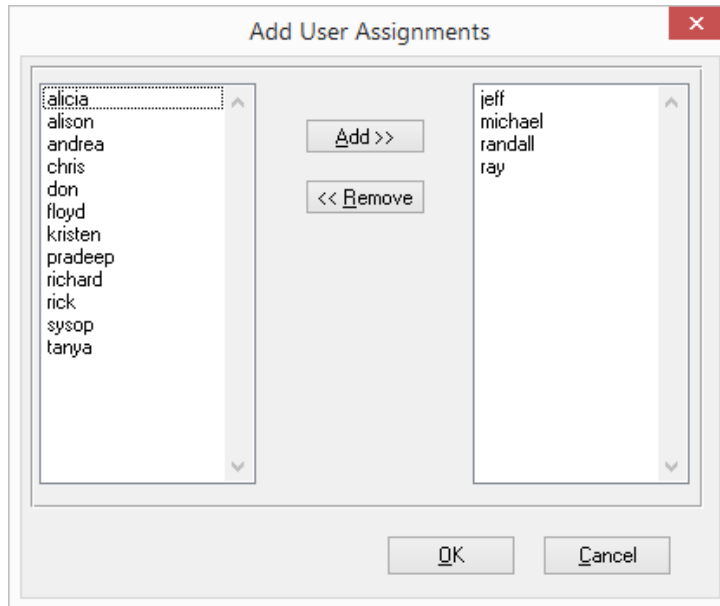 Add User Assignments
alicia
alison
andrea
chris
don
floyd
kristen
pradeep
richard
rick
sysop
tanya
Add >>
<< Remove
jeff
michael
randall
ray
OK
Cancel